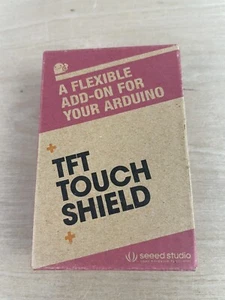 A FLEXIBLE
ADD-ON FOR
YOUR ARDUINO
TFT
TOUCH
SHIELD
seeed studio